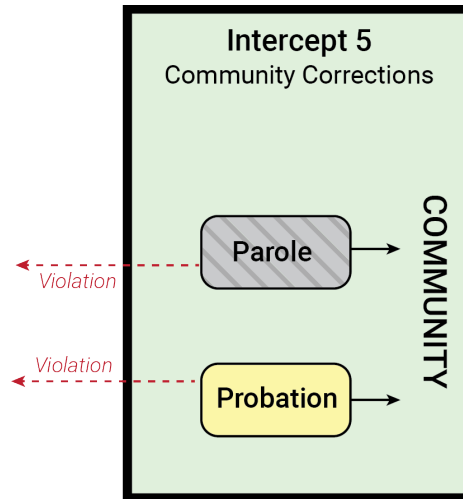 Intercept 5
Community Corrections
COMMUNITY
Parole
Violation
Violation
Probation